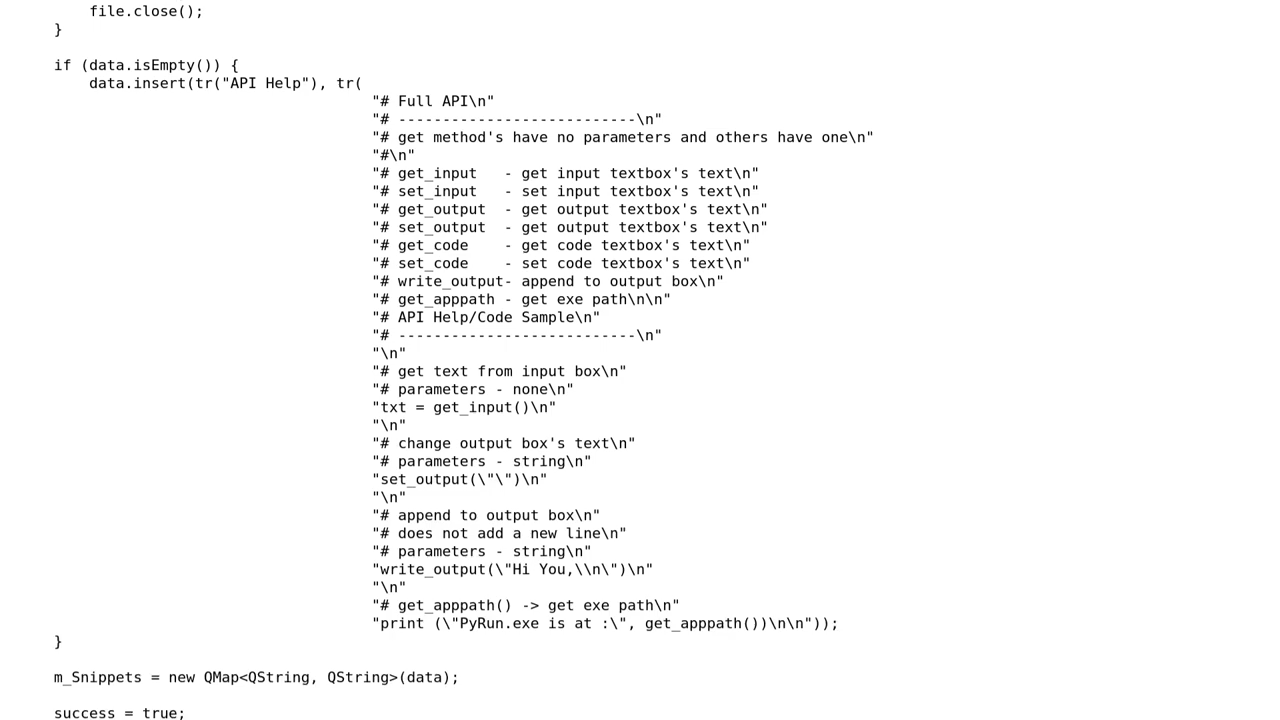 file.close();
}

if (data.isEmpty()) {
    data.insert(tr("API Help"), tr(
                                    "# Full API\n"
                                    "# ---------------------------\n"
                                    "# get method's have no parameters and others have one\n"
                                    "#\n"
                                    "# get_input   - get input textbox's text\n"
                                    "# set_input   - set input textbox's text\n"
                                    "# get_output  - get output textbox's text\n"
                                    "# set_output  - get output textbox's text\n"
                                    "# get_code    - get code textbox's text\n"
                                    "# set_code    - set code textbox's text\n"
                                    "# write_output- append to output box\n"
                                    "# get_apppath - get exe path\n\n"
                                    "# API Help/Code Sample\n"
                                    "# ---------------------------\n"
                                    "\n"
                                    "# get text from input box\n"
                                    "# parameters - none\n"
                                    "txt = get_input()\n"
                                    "\n"
                                    "# change output box's text\n"
                                    "# parameters - string\n"
                                    "set_output(\"\")\n"
                                    "\n"
                                    "# append to output box\n"
                                    "# does not add a new line\n"
                                    "# parameters - string\n"
                                    "write_output(\"Hi You,\\n\")\n"
                                    "\n"
                                    "# get_apppath() -> get exe path\n"
                                    "print (\"PyRun.exe is at :\", get_apppath())\n\n"));
}

m_Snippets = new QMap<QString, QString>(data);

success = true;